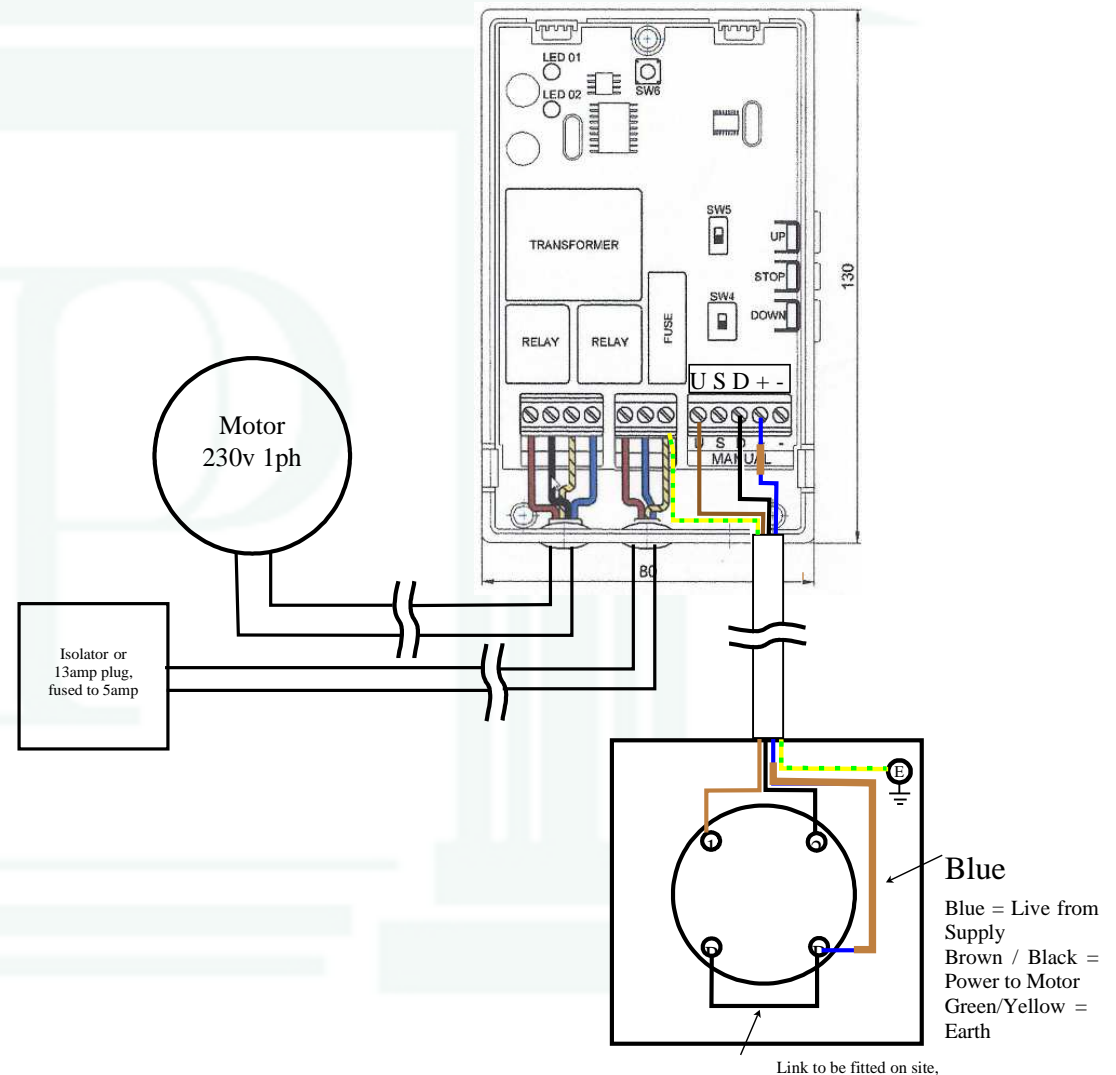 LED 01
LED 02
SW6
TRANSFORMER
SW5
UP
STOP
SW4
DOWN
RELAY
RELAY
FUSE
130
U S D + -
S
-
MANUAL
80
Motor
230v 1ph
Isolator or
13amp plug,
fused to 5amp
E
1
Blue
Blue = Live from
Supply
Brown / Black =
Power to Motor
Green/Yellow =
Earth
Link to be fitted on site,